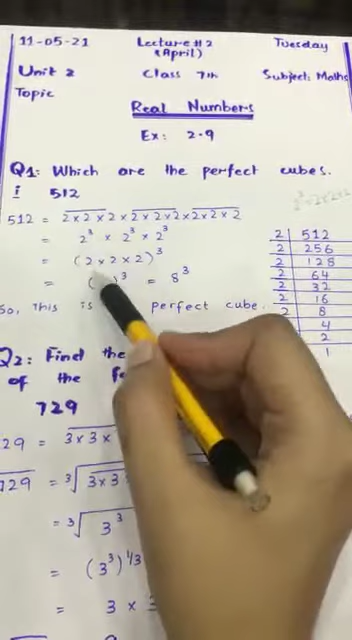 11-05-21 Lecture # 2 Tuesday
(April)
Unit 2 Class 7th Subject: Maths
Topic
Real Numbers
Ex: 2.9
Q1: Which are the perfect cubes.
i 512
512 = 2×2×2×2×2×2×2×2×2
= 2³ × 2³ × 2³
= (2×2×2)³
= ( )³ = 8³
So, this is perfect cube.
2 512
2 256
2 128
2 64
2 32
2 16
2 8
4
2
1
Q2: Find the
of the
729
29 = 3×3×
729 = ³√3×3
= ³√3³
= (3³)^1/3
= 3 ×